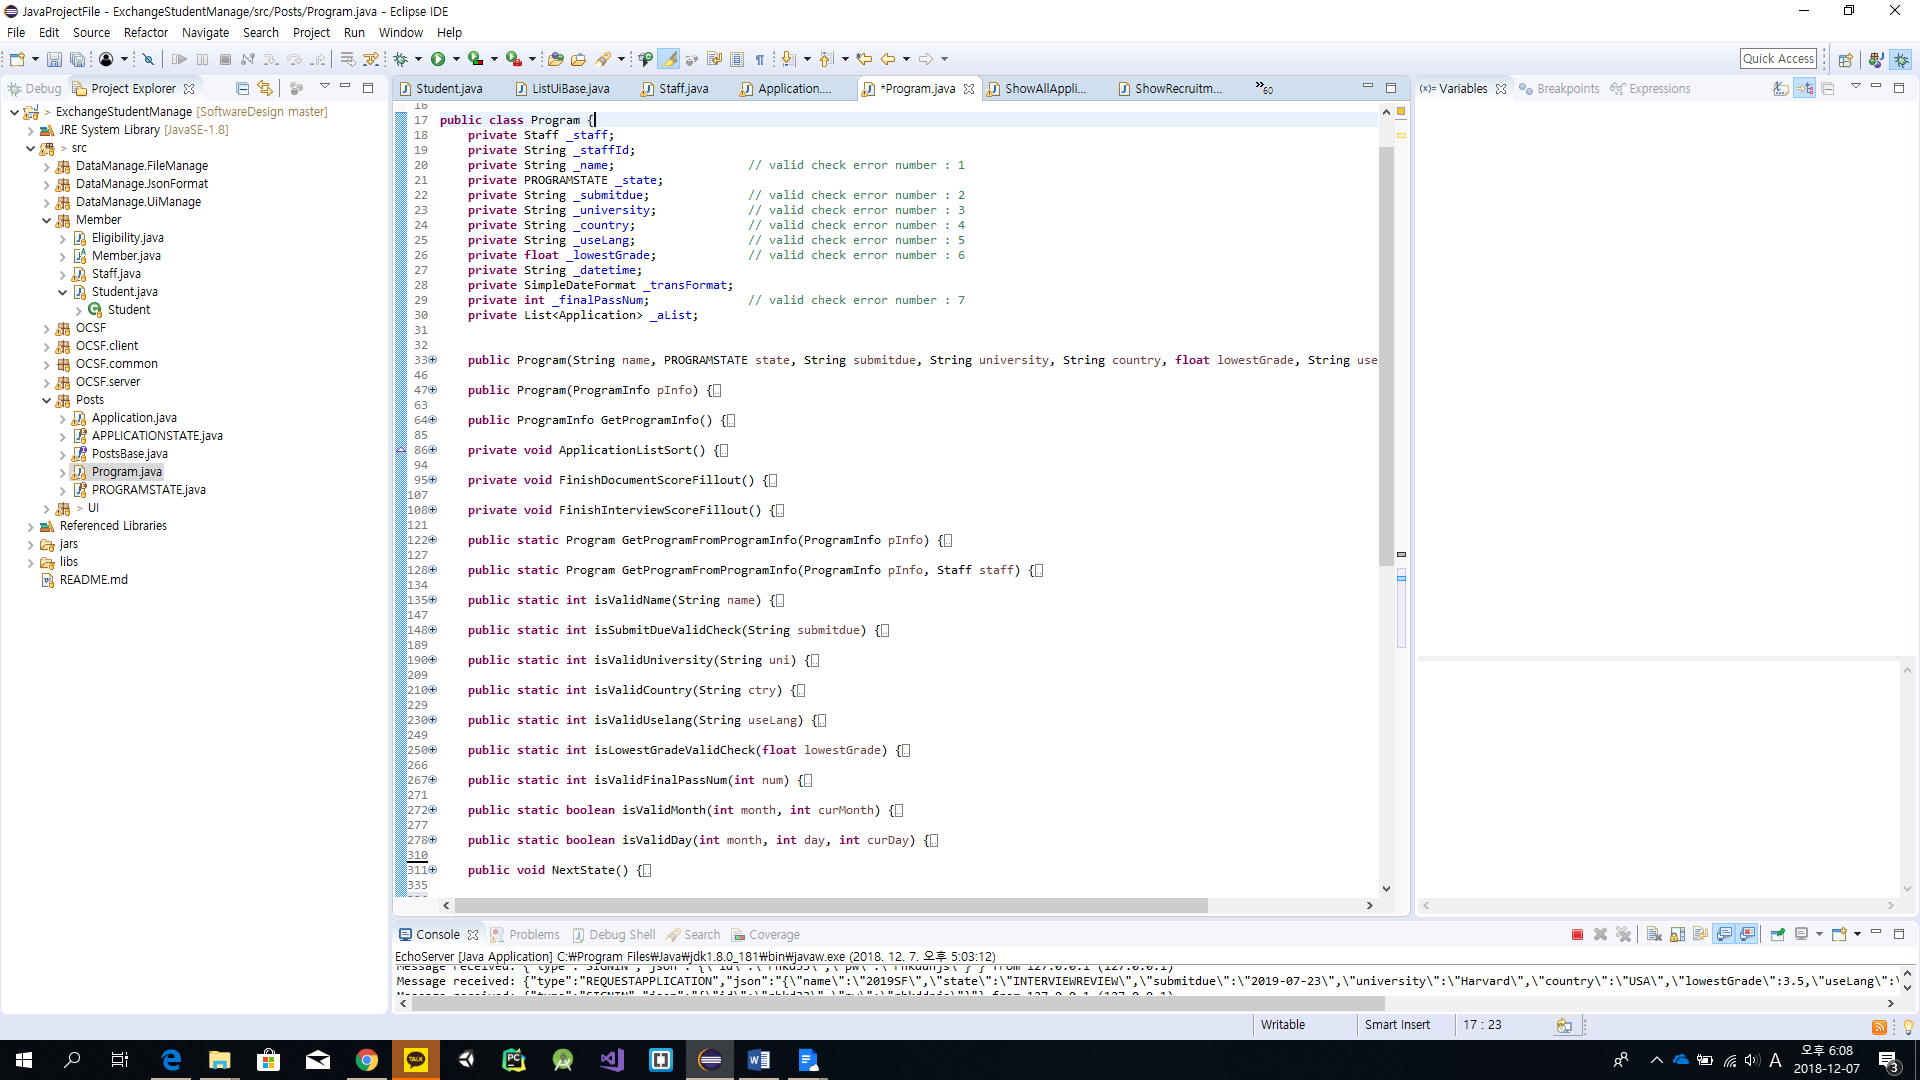 JavaProjectFile - ExchangeStudentManage/src/Posts/Program.java - Eclipse IDE
File Edit Source Refactor Navigate Search Project Run Window Help
Quick Access
Debug Project Explorer
ExchangeStudentManage [SoftwareDesign master]
JRE System Library [JavaSE-1.8]
> src
DataManage.FileManage
DataManage.JsonFormat
DataManage.UiManage
Member
Eligibility.java
Member.java
Staff.java
Student.java
Student
OCSF
OCSF.client
OCSF.common
OCSF.server
Posts
Application.java
APPLICATIONSTATE.java
PostsBase.java
Program.java
PROGRAMSTATE.java
> UI
Referenced Libraries
jars
libs
README.md
Student.java ListUiBase.java Staff.java Application.... *Program.java ShowAllAppli... ShowRecruitm... »60
16
17 public class Program {
18 private Staff _staff;
19 private String _staffId;
20 private String _name; // valid check error number : 1
21 private PROGRAMSTATE _state;
22 private String _submitdue; // valid check error number : 2
23 private String _university; // valid check error number : 3
24 private String _country; // valid check error number : 4
25 private String _useLang; // valid check error number : 5
26 private float _lowestGrade; // valid check error number : 6
27 private String _datetime;
28 private SimpleDateFormat _transFormat;
29 private int _finalPassNum; // valid check error number : 7
30 private List<Application> _aList;
31
32
33 public Program(String name, PROGRAMSTATE state, String submitdue, String university, String country, float lowestGrade, String use
46
47 public Program(ProgramInfo pInfo) {
63
64 public ProgramInfo GetProgramInfo() {
85
86 private void ApplicationListSort() {
94
95 private void FinishDocumentScoreFillout() {
107
108 private void FinishInterviewScoreFillout() {
121
122 public static Program GetProgramFromProgramInfo(ProgramInfo pInfo) {
127
128 public static Program GetProgramFromProgramInfo(ProgramInfo pInfo, Staff staff) {
134
135 public static int isValidName(String name) {
147
148 public static int isSubmitDueValidCheck(String submitdue) {
189
190 public static int isValidUniversity(String uni) {
209
210 public static int isValidCountry(String ctry) {
229
230 public static int isValidUselang(String useLang) {
249
250 public static int isLowestGradeValidCheck(float lowestGrade) {
266
267 public static int isValidFinalPassNum(int num) {
271
272 public static boolean isValidMonth(int month, int curMonth) {
277
278 public static boolean isValidDay(int month, int day, int curDay) {
310
311 public void NextState() {
335
(x)= Variables Breakpoints Expressions
Console Problems Debug Shell Search Coverage
EchoServer [Java Application] C:₩Program Files₩Java₩jdk1.8.0_181₩bin₩javaw.exe (2018. 12. 7. 오후 5:03:12)
Message received: {"type":"REQUESTAPPLICATION","json":"{\"name\":\"2019SF\",\"state\":\"INTERVIEWREVIEW\",\"submitdue\":\"2019-07-23\",\"university\":\"Harvard\",\"country\":\"USA\",\"lowestGrade\":3.5,\"useLang\":\
Writable Smart Insert 17 : 23
TALK
PC
A
오후 6:08
2018-12-07
3